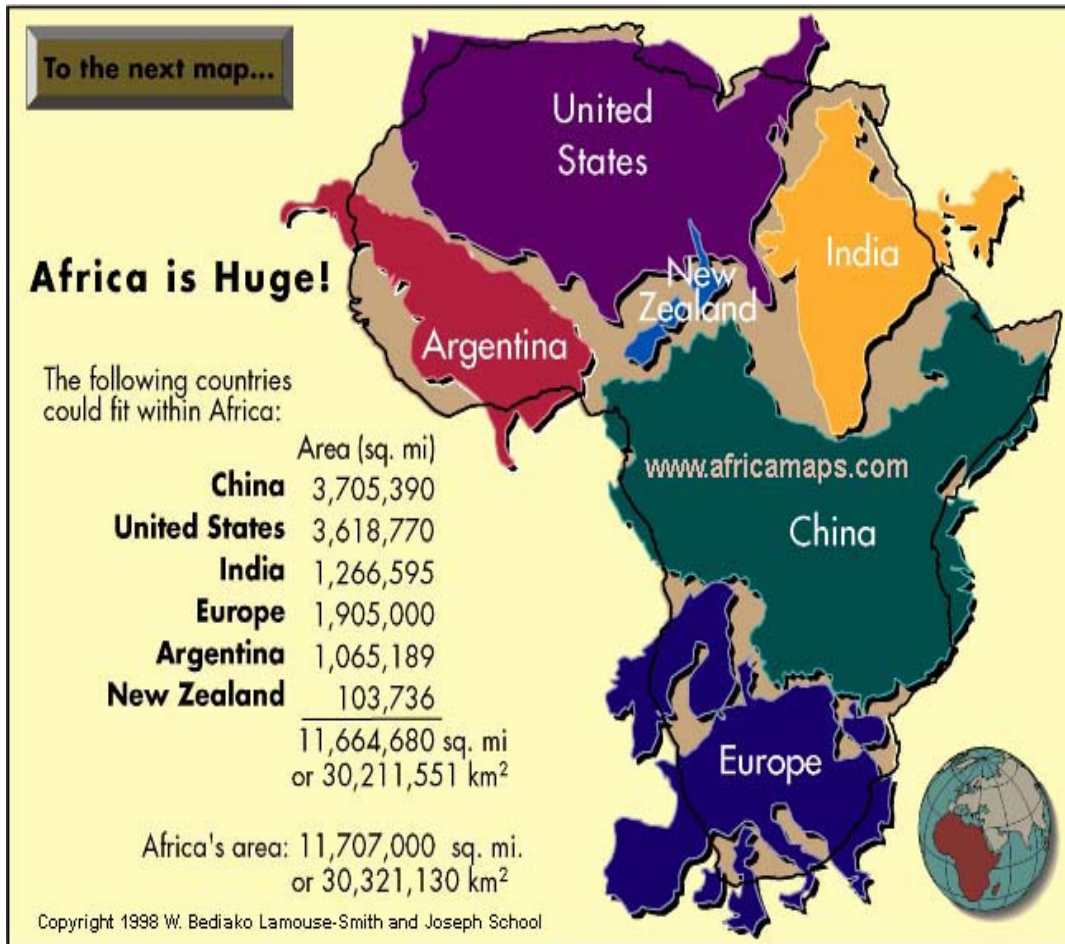 To the next map...
United
States
India
New
Zealand
Africa is Huge!
Argentina
The following countries
could fit within Africa:
Area (sq. mi)
China 3,705,390
United States 3,618,770
India 1,266,595
Europe 1,905,000
Argentina 1,065,189
New Zealand 103,736
11,664,680 sq. mi
or 30,211,551 km²
www.africamaps.com
China
Europe
Africa's area: 11,707,000 sq. mi.
or 30,321,130 km²
Copyright 1998 W. Bediako Lamouse-Smith and Joseph School